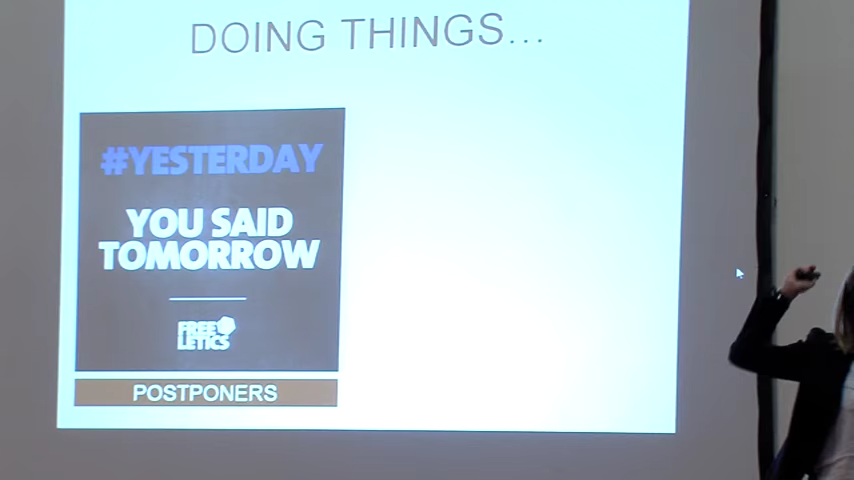 DOING THINGS...
#YESTERDAY
YOU SAID
TOMORROW
FREE
LETICS
POSTPONERS